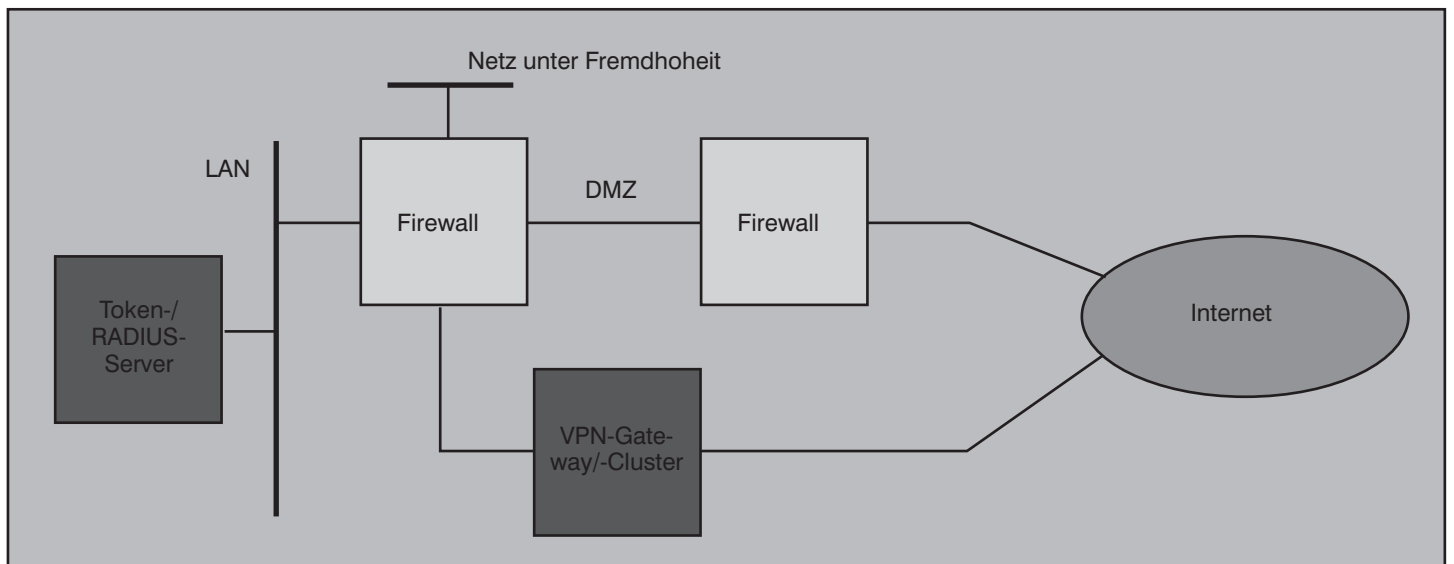 Netz unter Fremdhoheit
LAN
DMZ
Firewall
Firewall
Token-/
RADIUS-
Server
Internet
VPN-Gate-
way/-Cluster